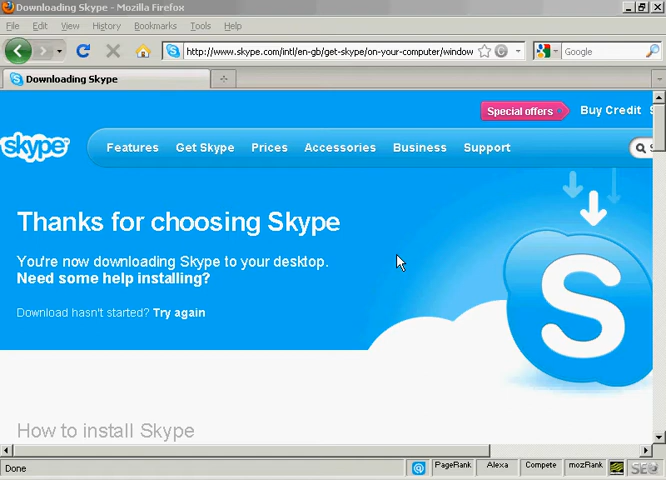 Downloading Skype - Mozilla Firefox
File Edit View History Bookmarks Tools Help
http://www.skype.com/intl/en-gb/get-skype/on-your-computer/window
Google
Downloading Skype
Special offers
Buy Credit
skype
Features Get Skype Prices Accessories Business Support
Thanks for choosing Skype
You're now downloading Skype to your desktop.
Need some help installing?
Download hasn't started? Try again
S
How to install Skype
Done
PageRank Alexa Compete mozRank